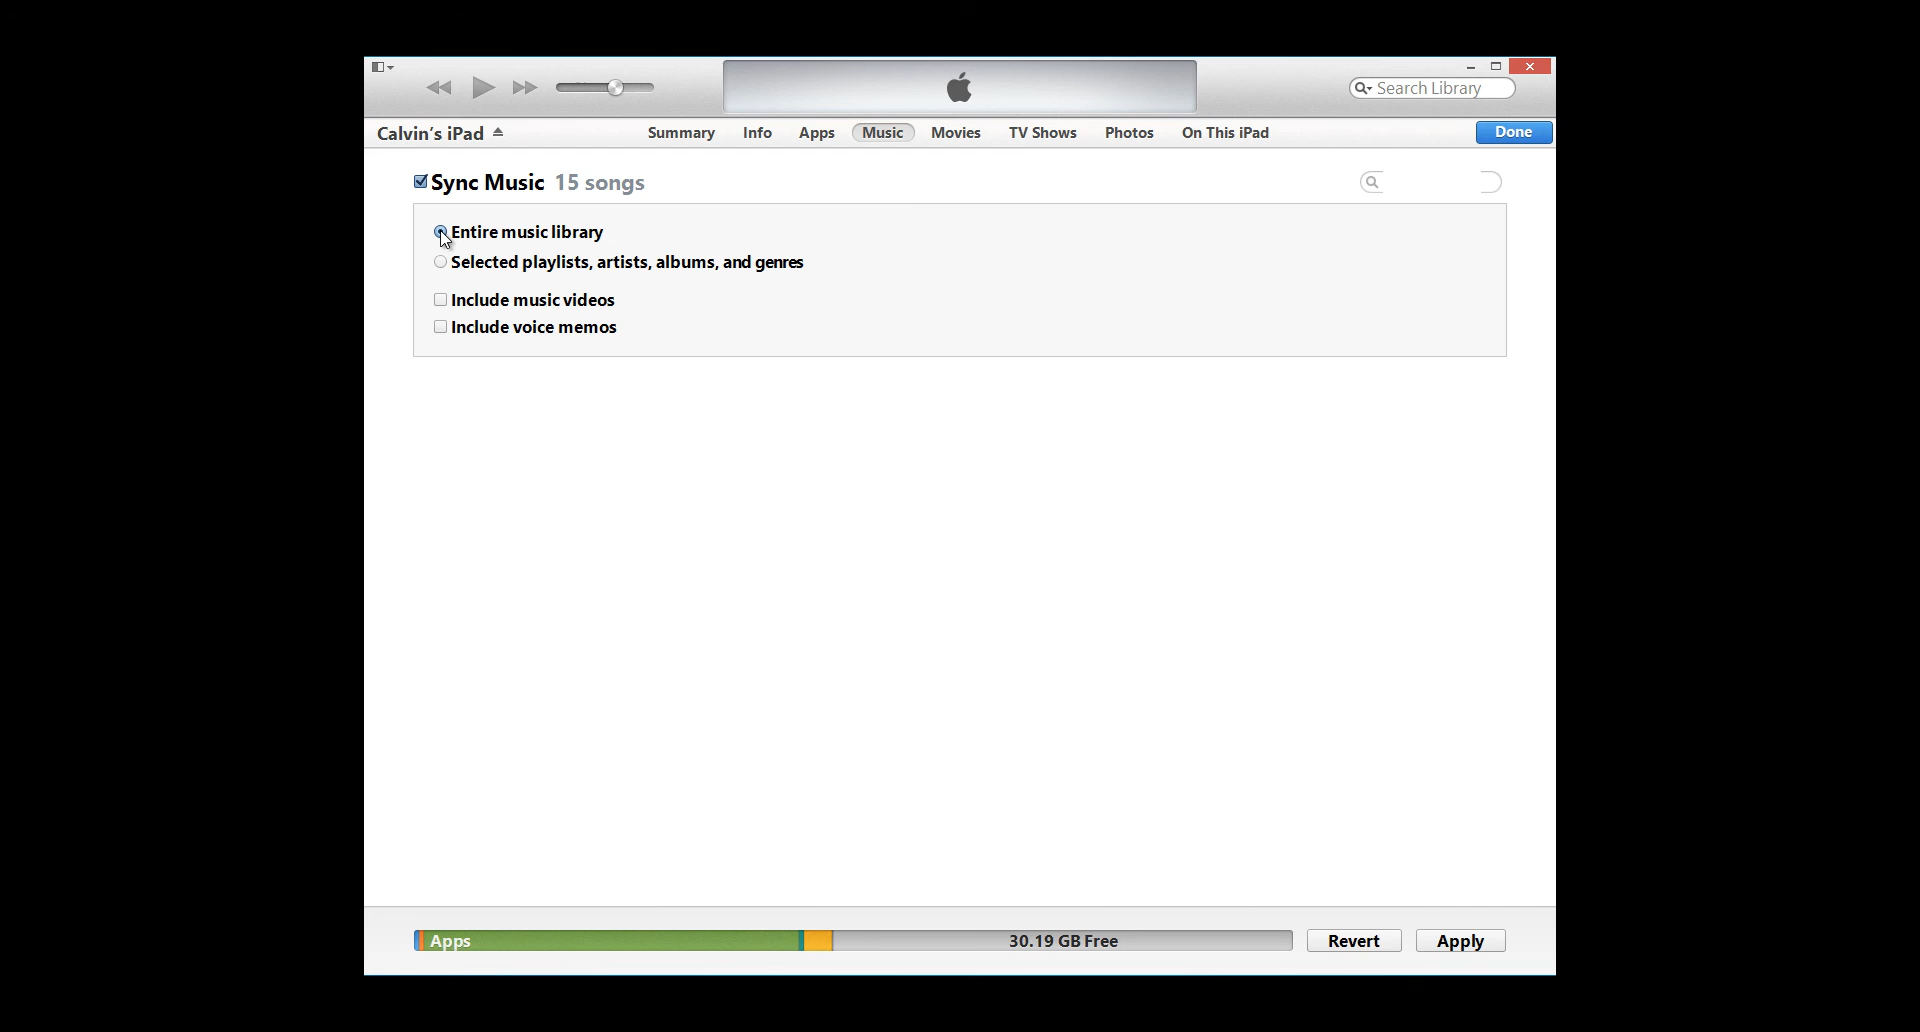 Search Library
Calvin's iPad Summary Info Apps Music Movies TV Shows Photos On This iPad Done
Sync Music 15 songs
Entire music library
Selected playlists, artists, albums, and genres
Include music videos
Include voice memos
Apps 30.19 GB Free Revert Apply